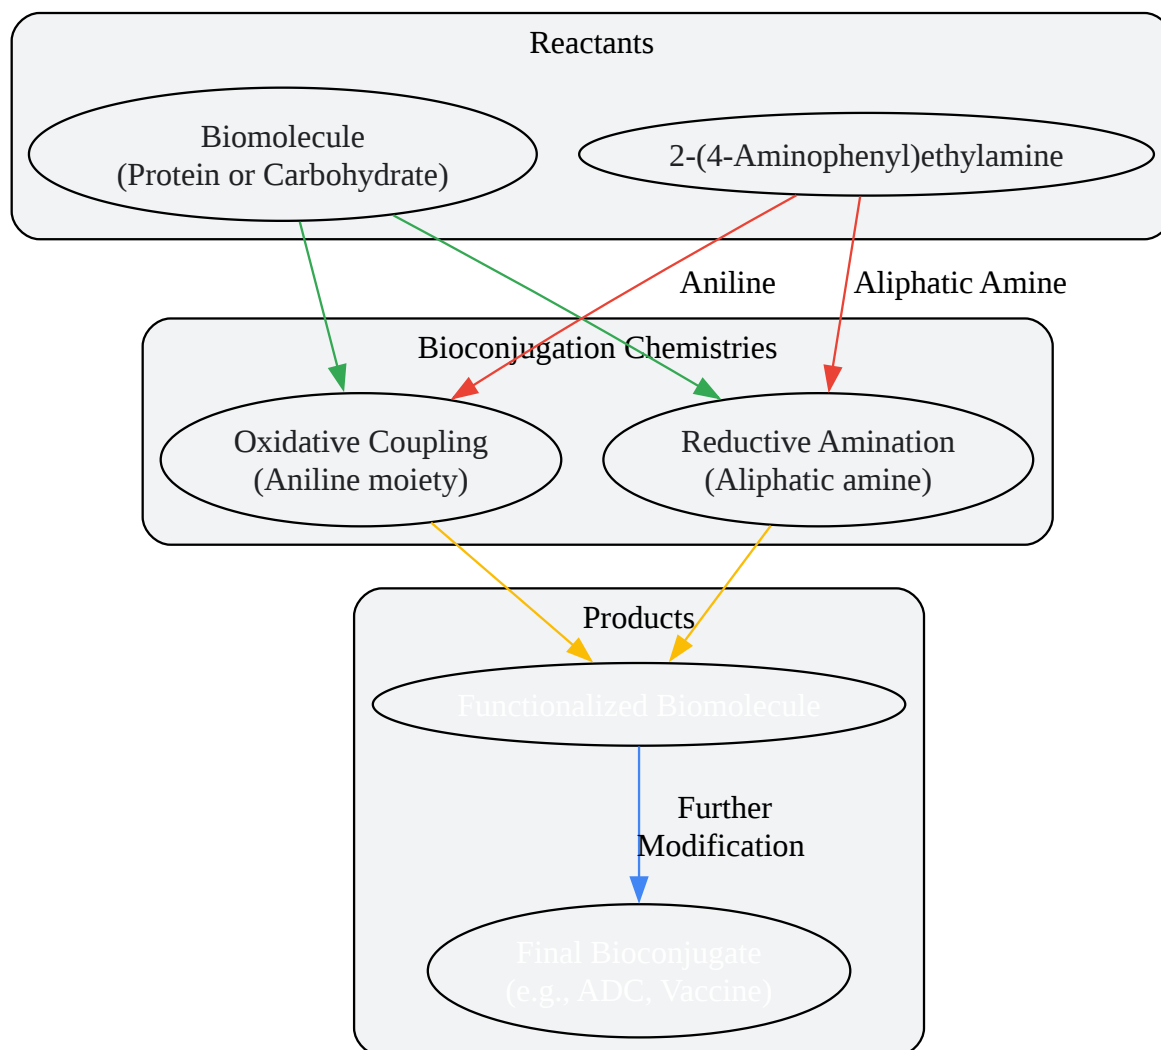 Reactants
Biomolecule
(Protein or Carbohydrate)
2-(4-Aminophenyl)ethylamine
Aniline
Aliphatic Amine
Bioconjugation Chemistries
Oxidative Coupling
(Aniline moiety)
Reductive Amination
(Aliphatic amine)
Products
Functionalized Biomolecule
Further
Modification
Final Bioconjugate
(e.g., ADC, Vaccine)